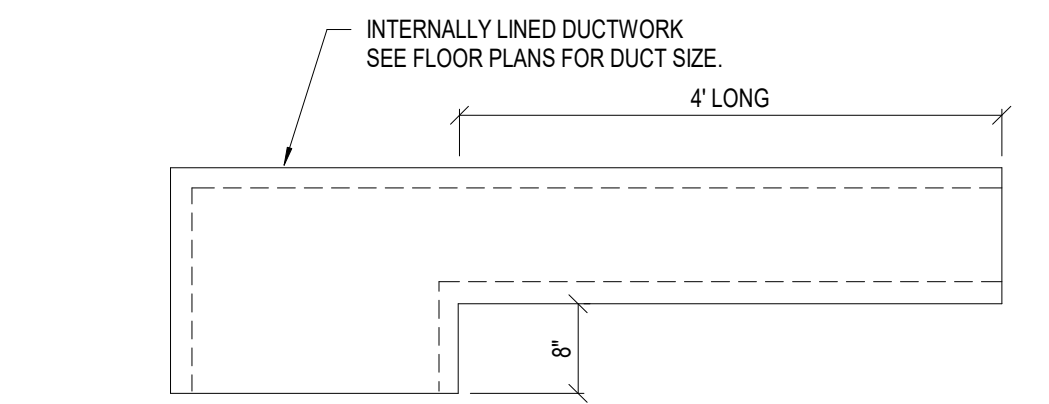 INTERNALLY LINED DUCTWORK
SEE FLOOR PLANS FOR DUCT SIZE.
4' LONG
8"